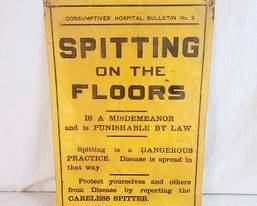 CONSUMPTIVES' HOSPITAL BULLETIN No. 2
SPITTING
ON THE
FLOORS
IS A MISDEMEANOR
and is PUNISHABLE BY LAW.
Spitting is a DANGEROUS
PRACTICE. Disease is spread in
that way.
Protect yourselves and others
from Disease by reporting the
CARELESS SPITTER.